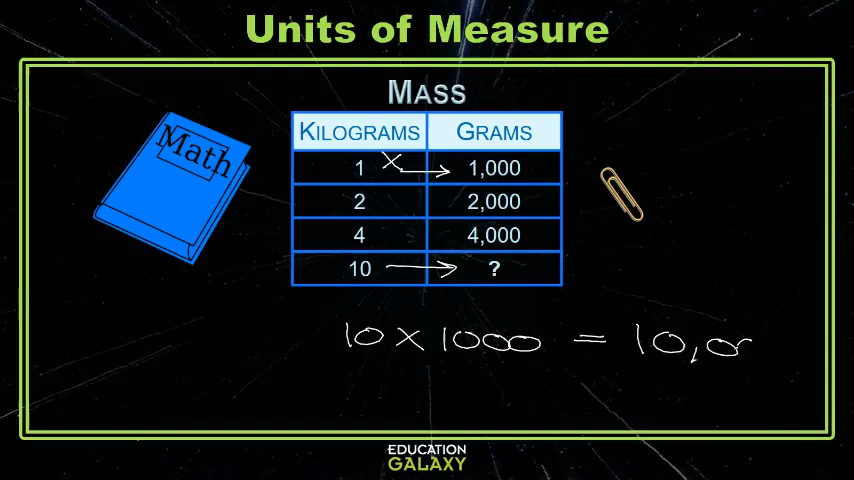 Units of Measure
MASS
Math
KILOGRAMS GRAMS
1 x 1,000
2 2,000
4 4,000
10 ?
10 x 1000 = 10,00
EDUCATION
GALAXY